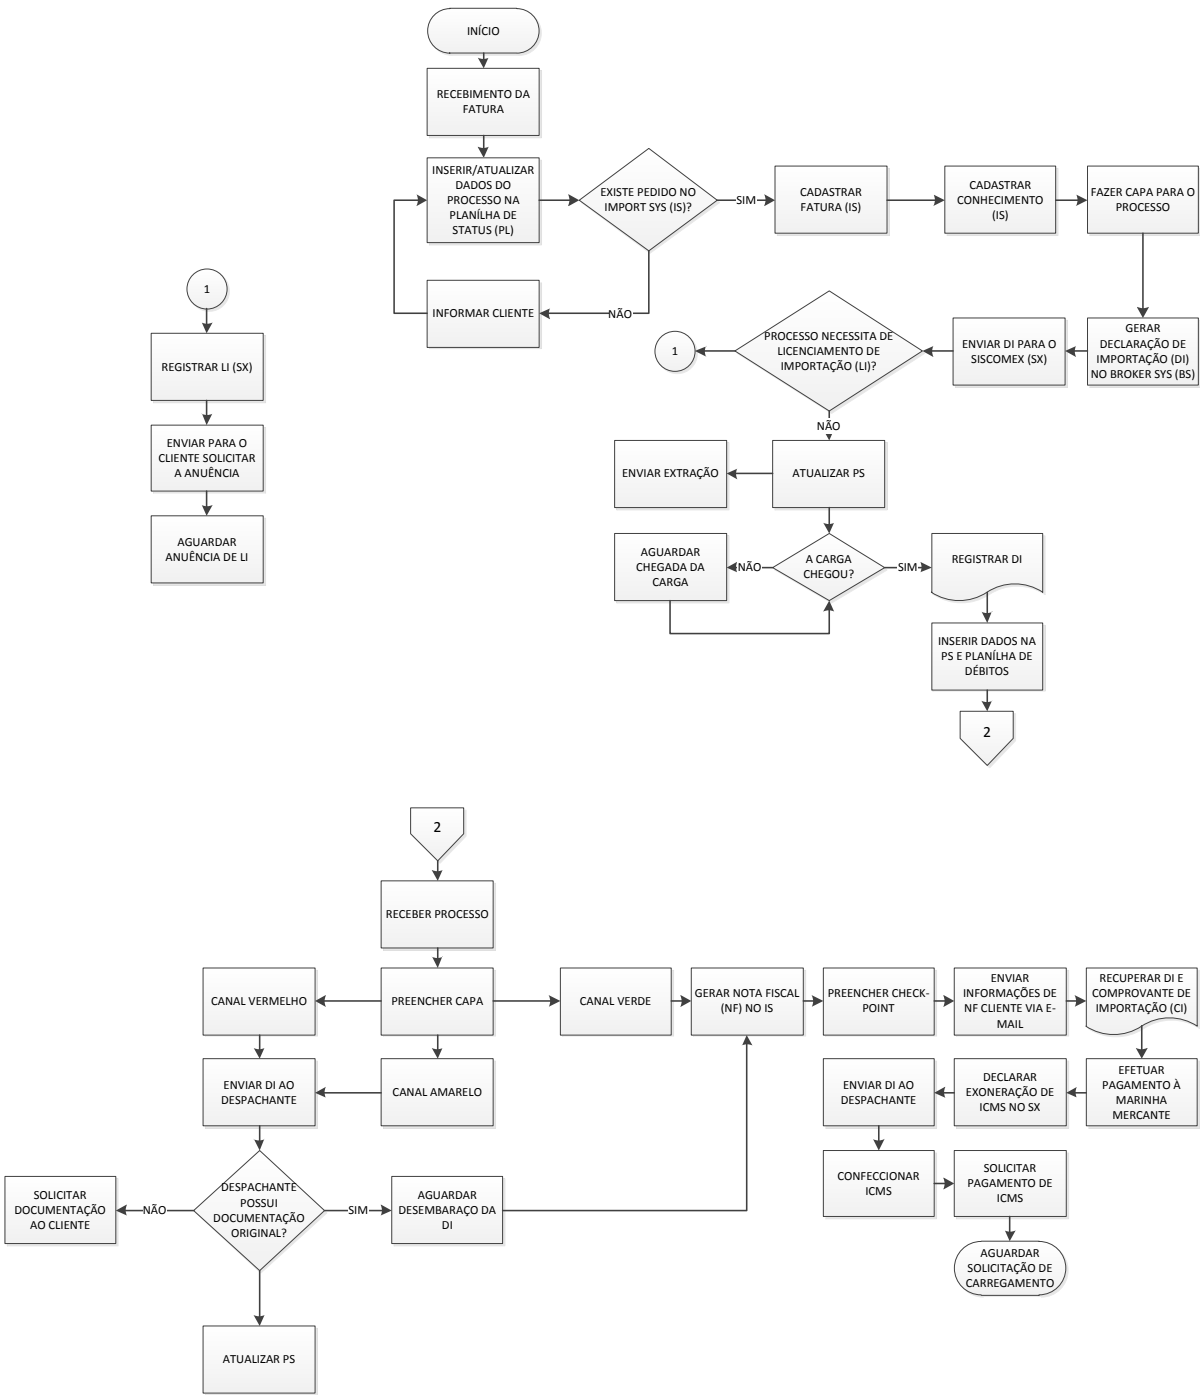 INÍCIO
RECEBIMENTO DA
FATURA
INSERIR/ATUALIZAR
DADOS DO
PROCESSO NA
PLANÍLHA DE
STATUS (PL)
EXISTE PEDIDO NO
IMPORT SYS (IS)?
SIM
CADASTRAR
FATURA (IS)
CADASTRAR
CONHECIMENTO
(IS)
FAZER CAPA PARA O
PROCESSO
INFORMAR CLIENTE
NÃO
GERAR
DECLARAÇÃO DE
IMPORTAÇÃO (DI)
NO BROKER SYS (BS)
ENVIAR DI PARA O
SISCOMEX (SX)
PROCESSO NECESSITA DE
LICENCIAMENTO DE
IMPORTAÇÃO (LI)?
1
NÃO
1
REGISTRAR LI (SX)
ENVIAR PARA O
CLIENTE SOLICITAR
A ANUÊNCIA
AGUARDAR
ANUÊNCIA DE LI
ENVIAR EXTRAÇÃO
ATUALIZAR PS
AGUARDAR
CHEGADA DA
CARGA
NÃO
A CARGA
CHEGOU?
SIM
REGISTRAR DI
INSERIR DADOS NA
PS E PLANÍLHA DE
DÉBITOS
2
2
RECEBER PROCESSO
CANAL VERMELHO
PREENCHER CAPA
CANAL VERDE
GERAR NOTA FISCAL
(NF) NO IS
PREENCHER CHECK-
POINT
ENVIAR
INFORMAÇÕES DE
NF CLIENTE VIA E-
MAIL
RECUPERAR DI E
COMPROVANTE DE
IMPORTAÇÃO (CI)
ENVIAR DI AO
DESPACHANTE
CANAL AMARELO
ENVIAR DI AO
DESPACHANTE
DECLARAR
EXONERAÇÃO DE
ICMS NO SX
EFETUAR
PAGAMENTO À
MARINHA
MERCANTE
SOLICITAR
DOCUMENTAÇÃO
AO CLIENTE
NÃO
DESPACHANTE
POSSUI
DOCUMENTAÇÃO
ORIGINAL?
SIM
AGUARDAR
DESEMBARAÇO DA
DI
CONFECCIONAR
ICMS
SOLICITAR
PAGAMENTO DE
ICMS
AGUARDAR
SOLICITAÇÃO DE
CARREGAMENTO
ATUALIZAR PS